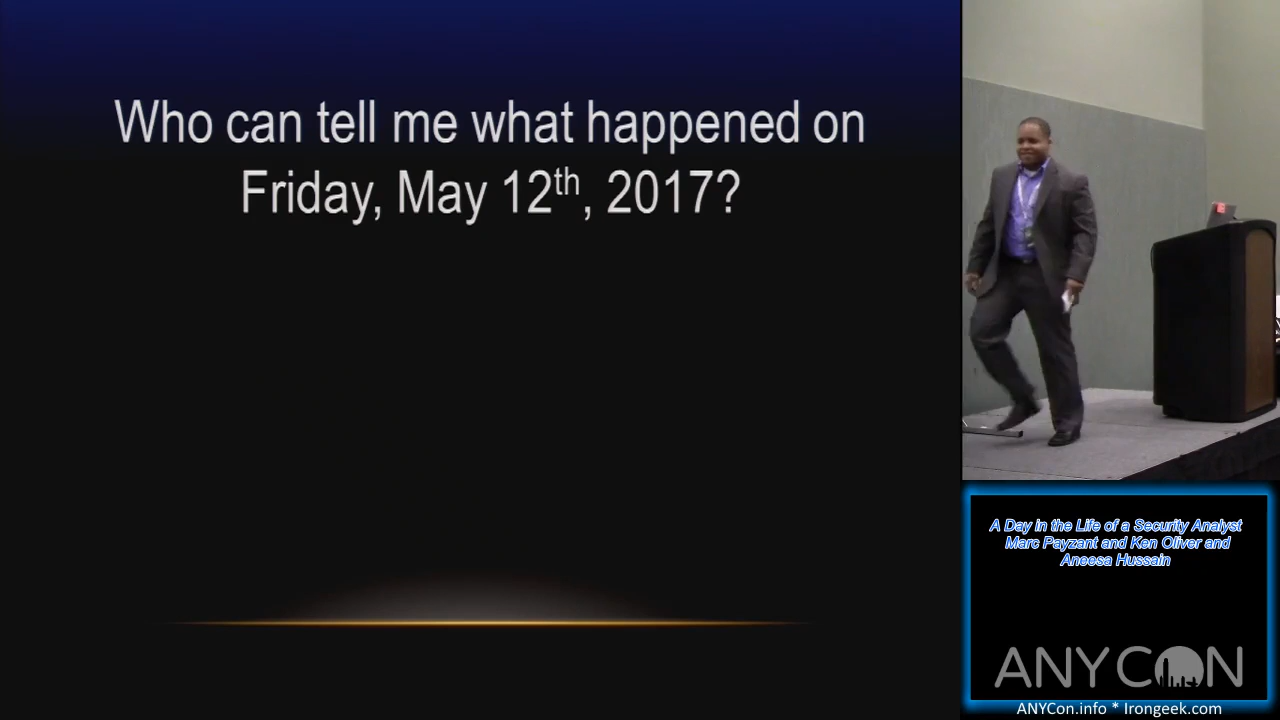 Who can tell me what happened on
Friday, May 12th, 2017?
A Day in the Life of a Security Analyst
Marc Payzant and Ken Oliver and
Aneesa Hussain
ANYCON
ANYCon.info * Irongeek.com